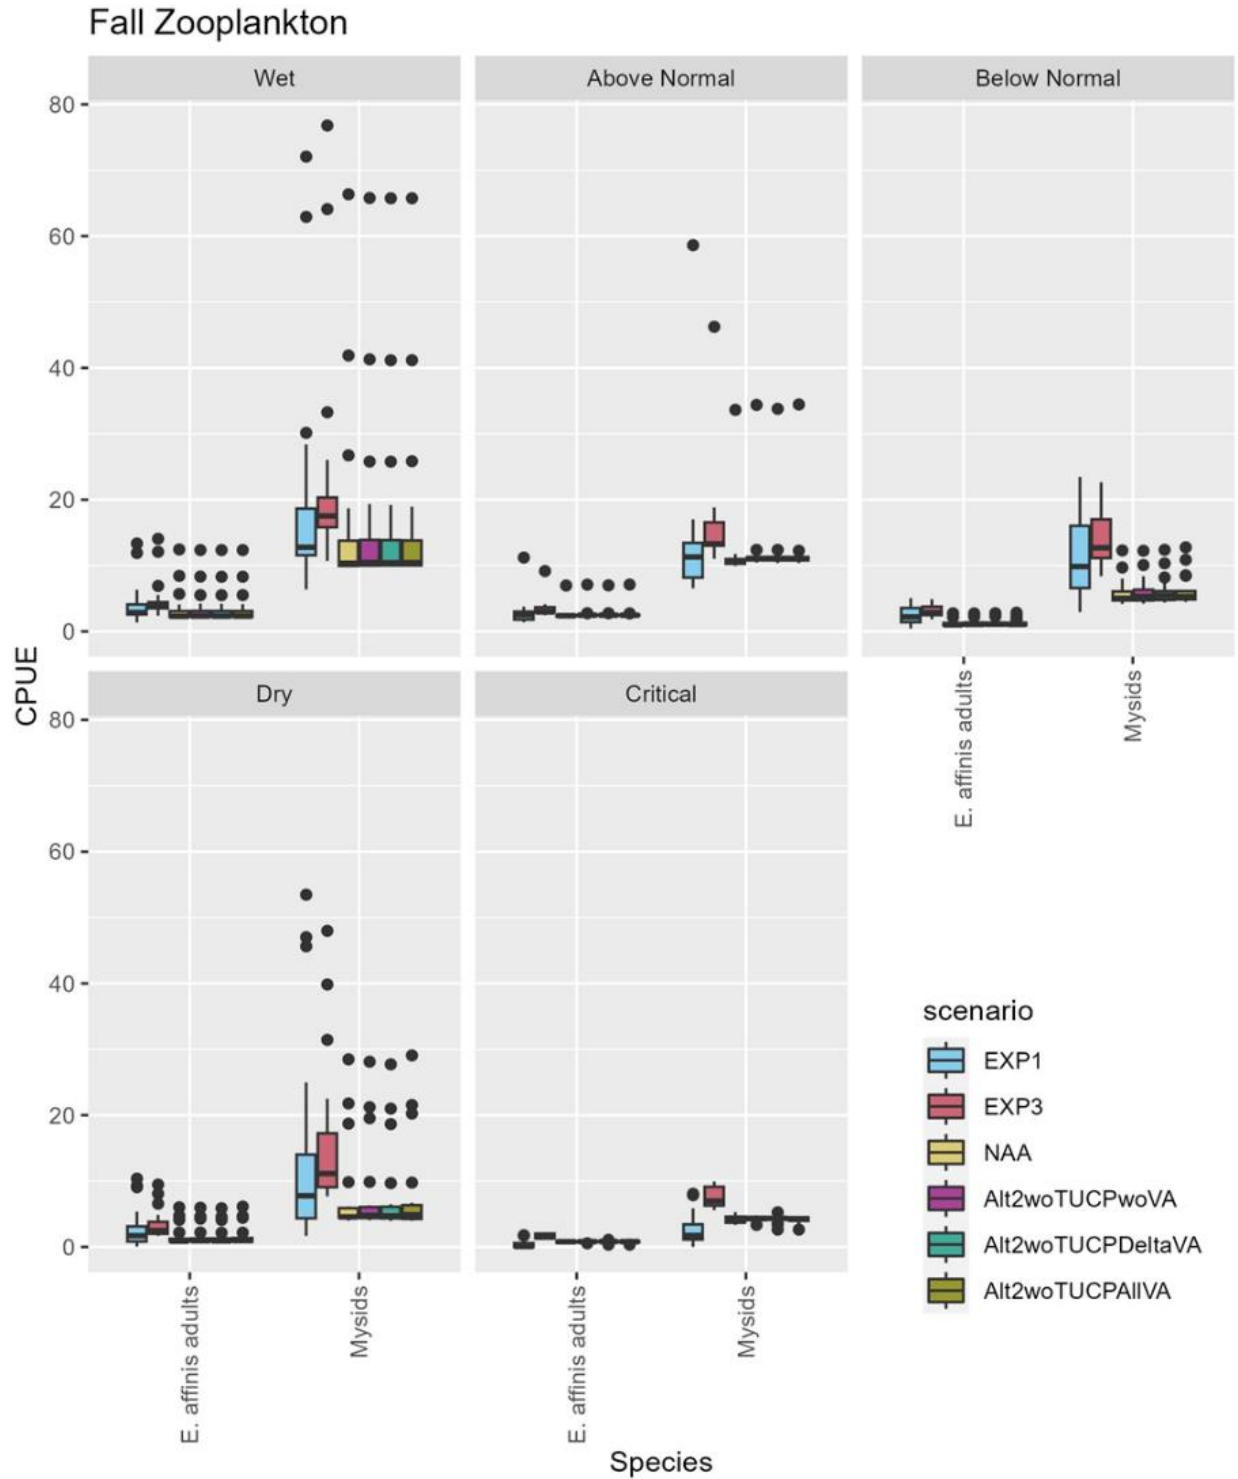 Fall Zooplankton
Wet
Above Normal
Below Normal
80
60
40
20
0
CPUE
E. affinis adults
Mysids
Dry
Critical
80
60
40
20
0
E. affinis adults
Mysids
E. affinis adults
Mysids
Species
scenario
EXP1
EXP3
NAA
Alt2woTUCPwoVA
Alt2woTUCPDeltaVA
Alt2woTUCPAllVA